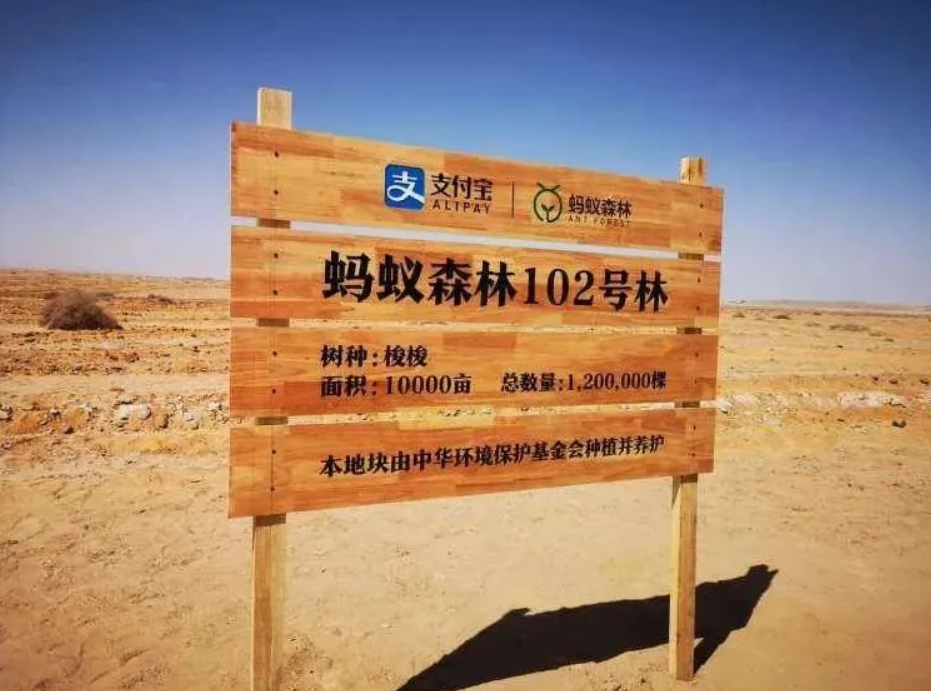 支付宝 蚂蚁森林
ALIPAY ANT FOREST
蚂蚁森林102号林
树种:梭梭
面积:10000亩 总数量:1,200,000棵
本地块由中华环境保护基金会种植并养护